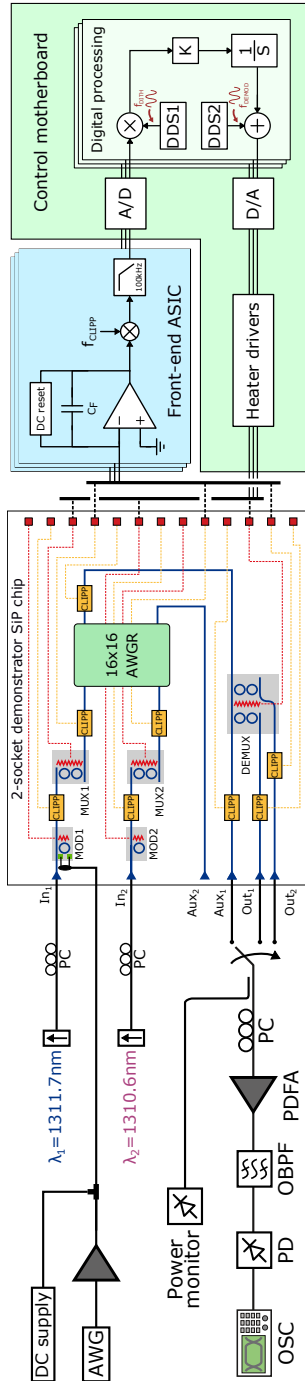 DC supply
AWG
λ1=1311.7nm
PC
In1
λ2=1310.6nm
PC
In2
Power
monitor
OSC
PD
OBPF
PDFA
PC
Aux2
Aux1
Out1
Out2
2-socket demonstrator SiP chip
MOD1
CLIPP
MUX1
CLIPP
MOD2
CLIPP
MUX2
CLIPP
16x16
AWGR
CLIPP
CLIPP
CLIPP
DEMUX
CLIPP
Front-end ASIC
DC reset
CF
−
+
fCLIPP
100kHz
Control motherboard
A/D
Digital processing
×
fDITH
DDS1
K
1
S
DDS2
fDEMOD
+
D/A
Heater drivers